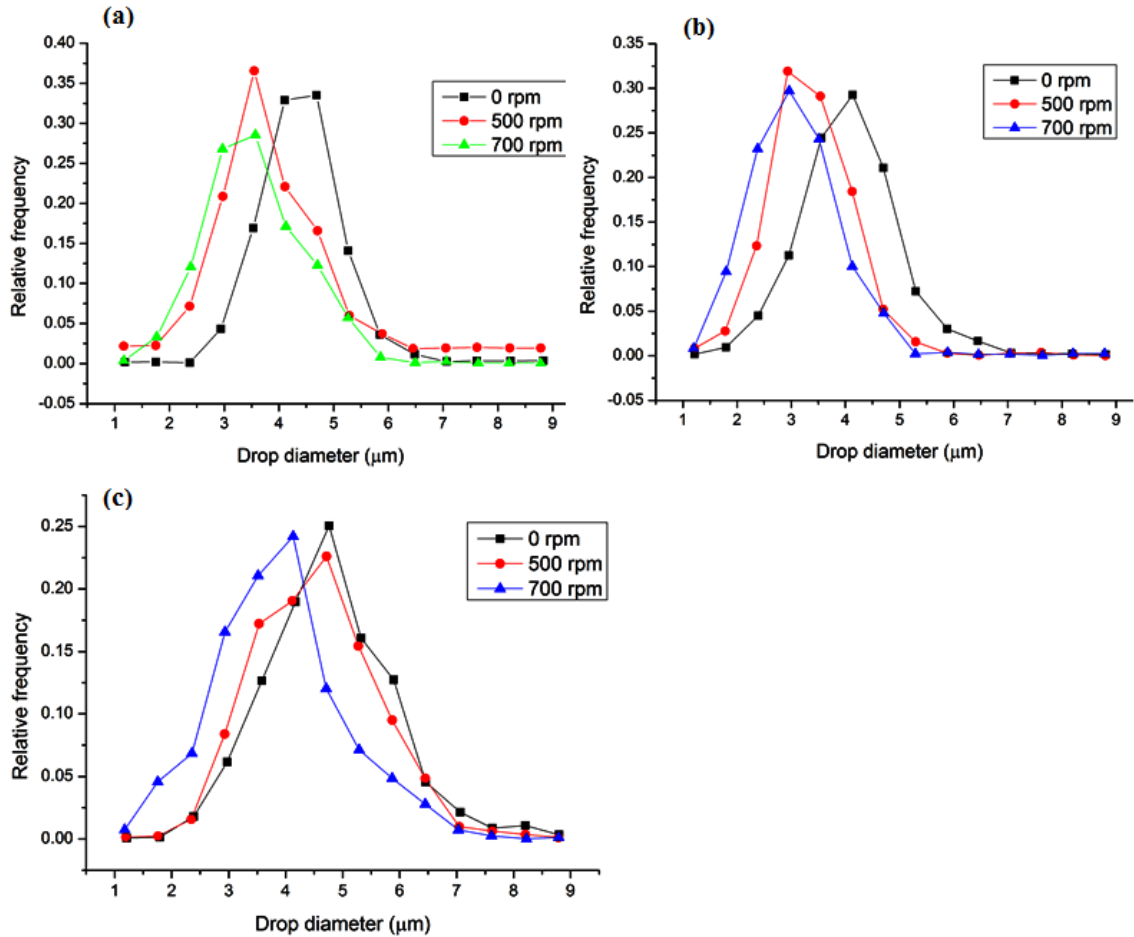 (a)
0.40
0.35
0.30
0.25
0.20
0.15
0.10
0.05
0.00
-0.05
Relative frequency
0 rpm
500 rpm
700 rpm
1 2 3 4 5 6 7 8 9
Drop diameter (μm)
(b)
0.35
0.30
0.25
0.20
0.15
0.10
0.05
0.00
-0.05
Relative frequency
0 rpm
500 rpm
700 rpm
0 1 2 3 4 5 6 7 8 9
Drop diameter (μm)
(c)
0.25
0.20
0.15
0.10
0.05
0.00
Relative frequency
0 rpm
500 rpm
700 rpm
1 2 3 4 5 6 7 8 9
Drop diameter (μm)